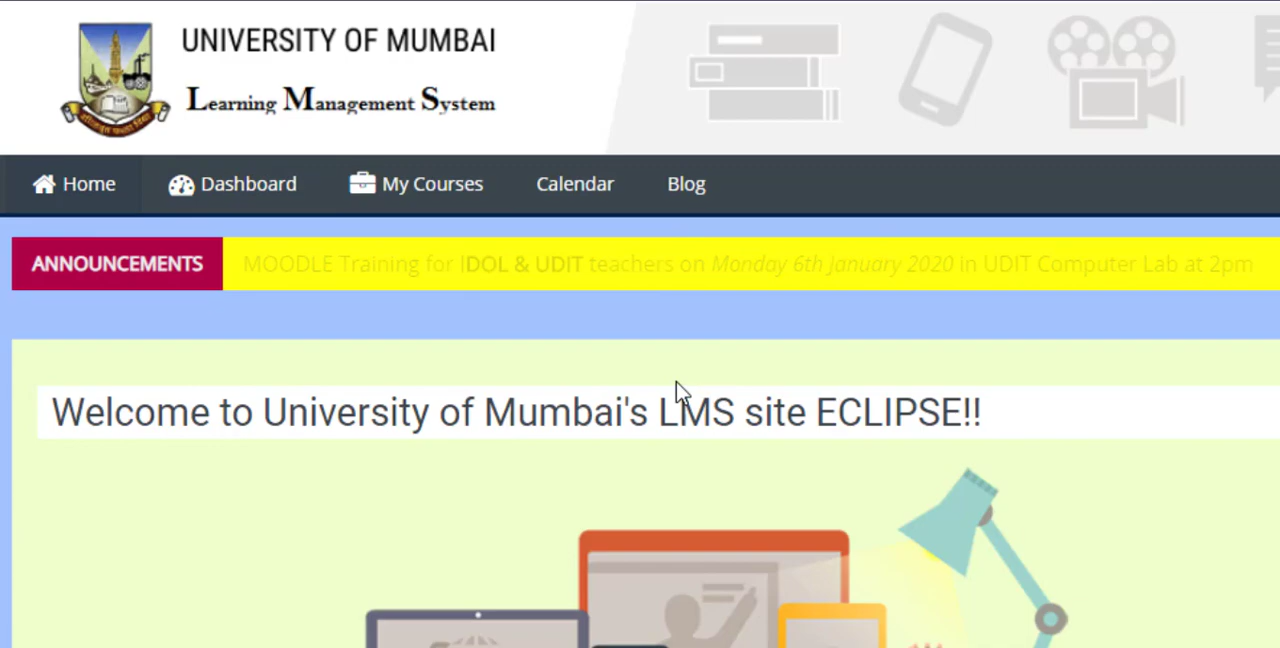 UNIVERSITY OF MUMBAI
Learning Management System
Home Dashboard My Courses Calendar Blog
ANNOUNCEMENTS MOODLE Training for IDOL & UDIT teachers on Monday 6th January 2020 in UDIT Computer Lab at 2pm
Welcome to University of Mumbai's LMS site ECLIPSE!!